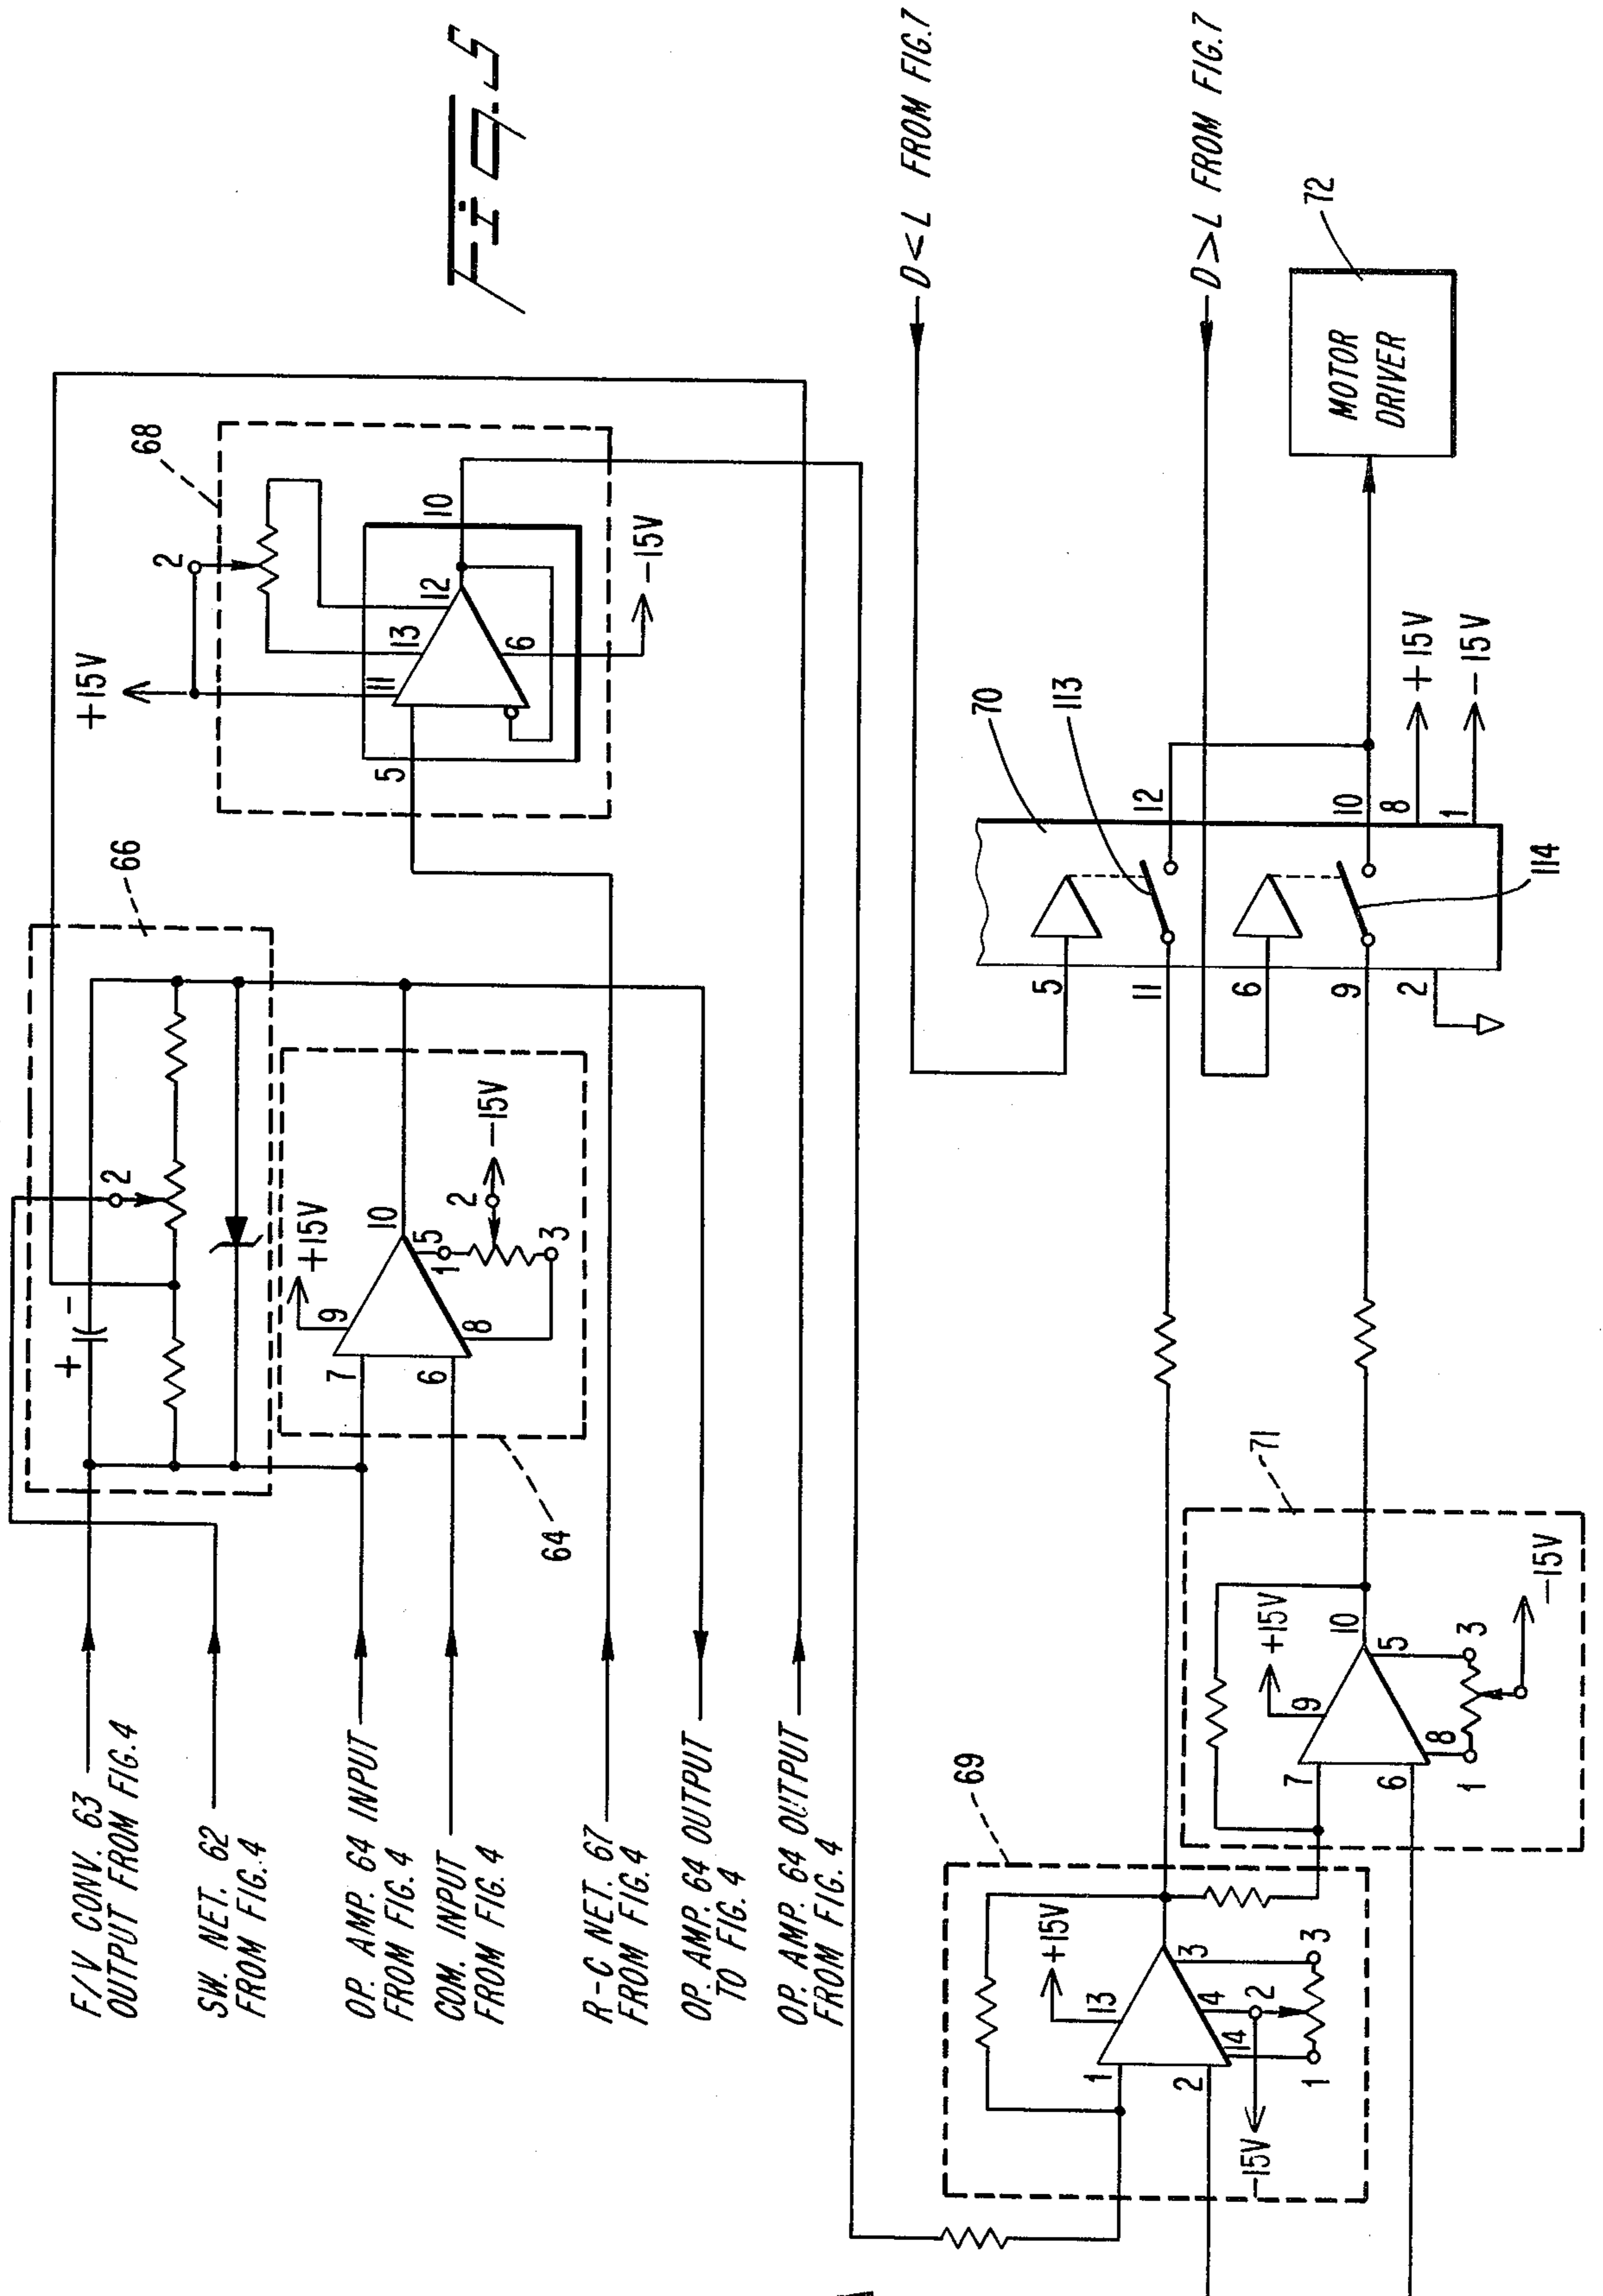 Fig. 5
F/V CONV. 63
OUTPUT FROM FIG. 4
SW. NET. 62
FROM FIG. 4
OP. AMP. 64 INPUT
FROM FIG. 4
COM. INPUT
FROM FIG. 4
R-C NET. 67
FROM FIG. 4
OP. AMP. 64 OUTPUT
TO FIG. 4
OP. AMP. 64 OUTPUT
FROM FIG. 4
66
+
-
2
64
7
6
9
+15V
10
5
1
2
-15V
8
3
68
+15V
2
11
13
12
10
5
6
-15V
D<L FROM FIG. 7
D>L FROM FIG. 7
69
1
2
13
+15V
3
4
14
2
1
3
-15V
71
7
6
9
+15V
10
5
8
1
3
-15V
70
113
114
5
11
6
9
2
12
10
8
+15V
1
-15V
MOTOR
DRIVER
72